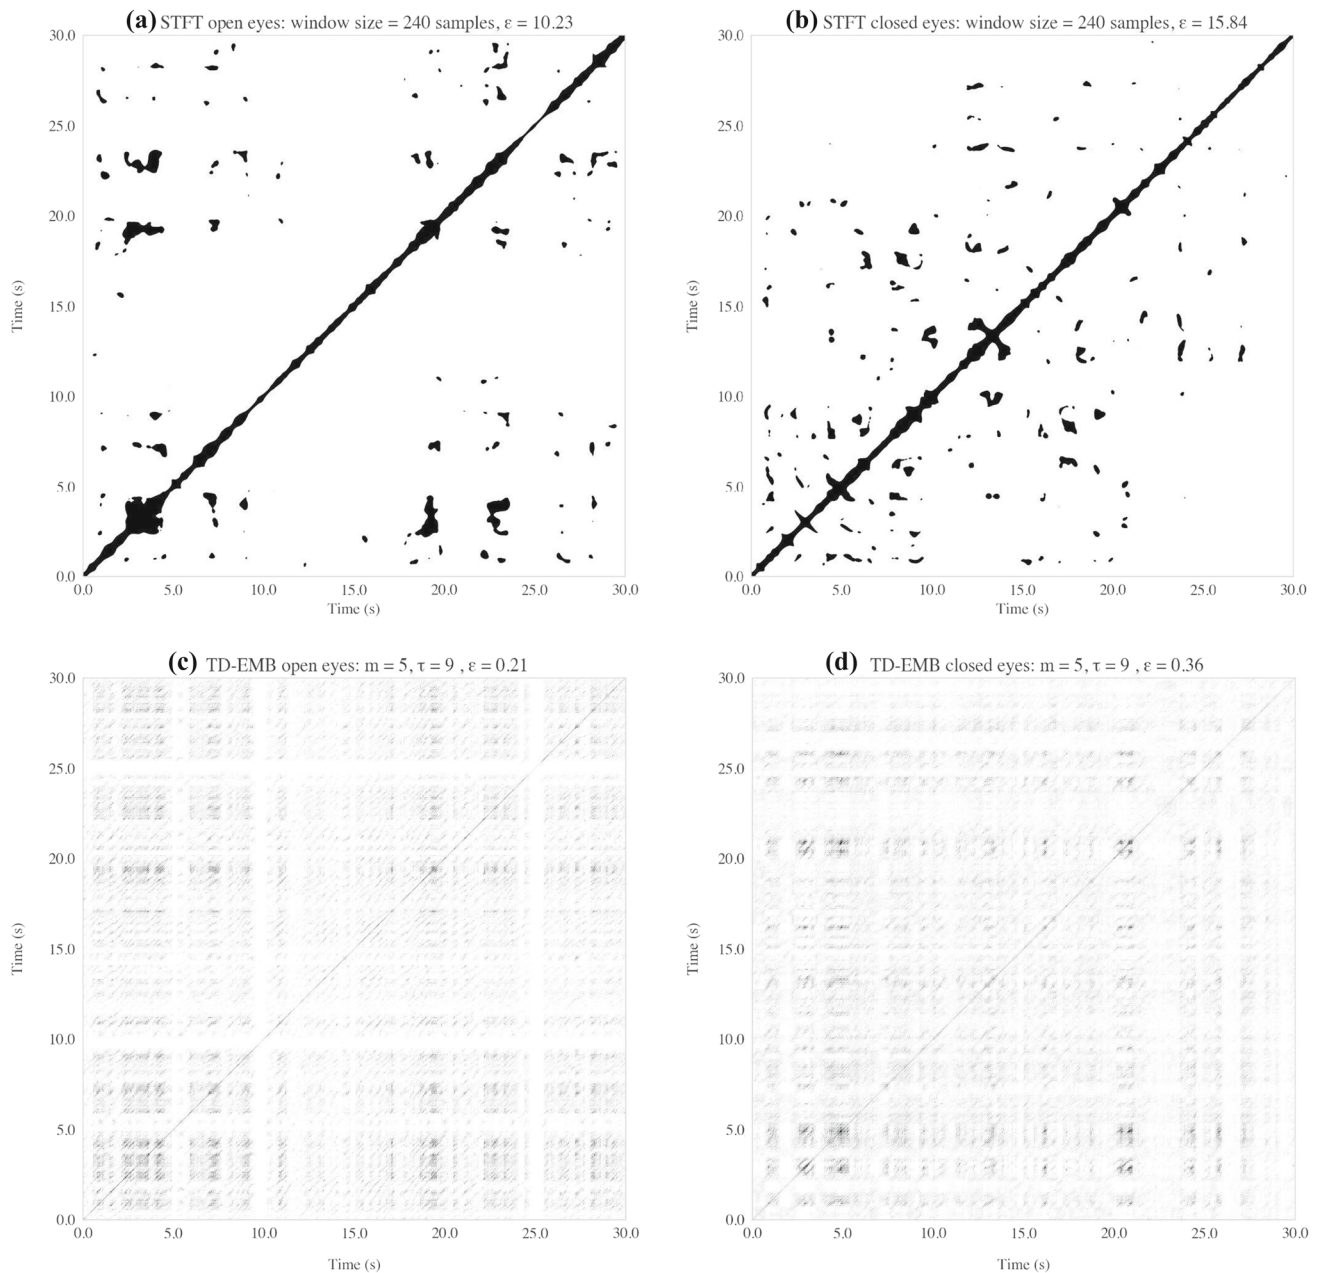 (a) STFT open eyes: window size = 240 samples, ε = 10.23
30.0
25.0
20.0
15.0
10.0
5.0
0.0
Time (s)
0.0 5.0 10.0 15.0 20.0 25.0 30.0
Time (s)
(b) STFT closed eyes: window size = 240 samples, ε = 15.84
30.0
25.0
20.0
15.0
10.0
5.0
0.0
Time (s)
0.0 5.0 10.0 15.0 20.0 25.0 30.0
Time (s)
(c) TD-EMB open eyes: m = 5, τ = 9 , ε = 0.21
30.0
25.0
20.0
15.0
10.0
5.0
0.0
Time (s)
0.0 5.0 10.0 15.0 20.0 25.0 30.0
Time (s)
(d) TD-EMB closed eyes: m = 5, τ = 9 , ε = 0.36
30.0
25.0
20.0
15.0
10.0
5.0
0.0
Time (s)
0.0 5.0 10.0 15.0 20.0 25.0 30.0
Time (s)